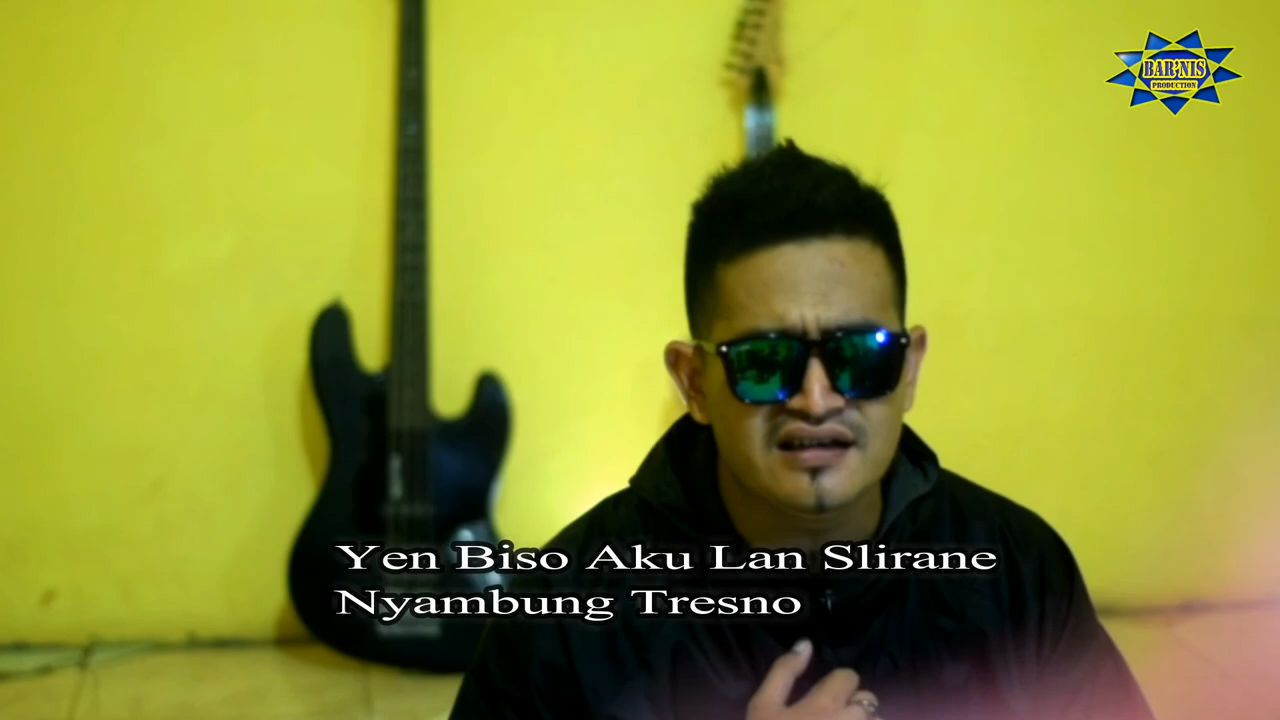 BAR'NIS
PRODUCTION
Yen Biso Aku Lan Slirane
Nyambung Tresno